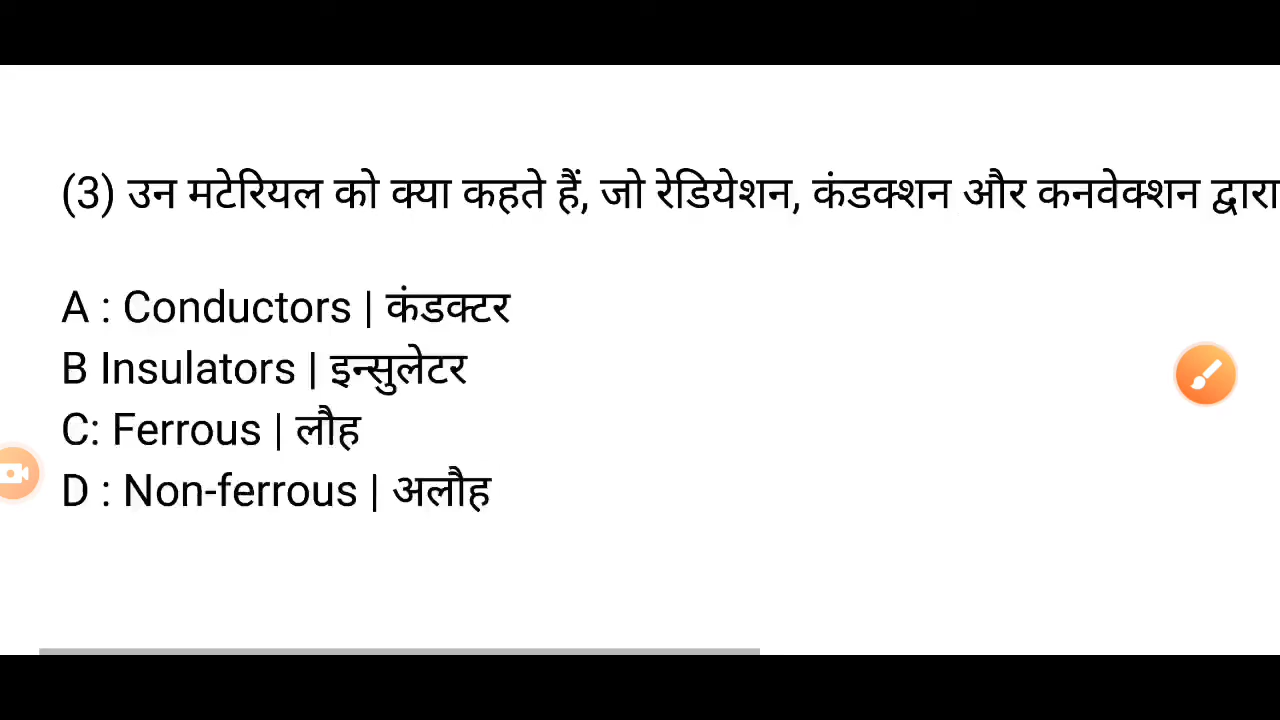 (3) उन मटेरियल को क्या कहते हैं, जो रेडियेशन, कंडक्शन और कनवेक्शन द्वारा
A : Conductors | कंडक्टर
B Insulators | इन्सुलेटर
C: Ferrous | लौह
D : Non-ferrous | अलौह